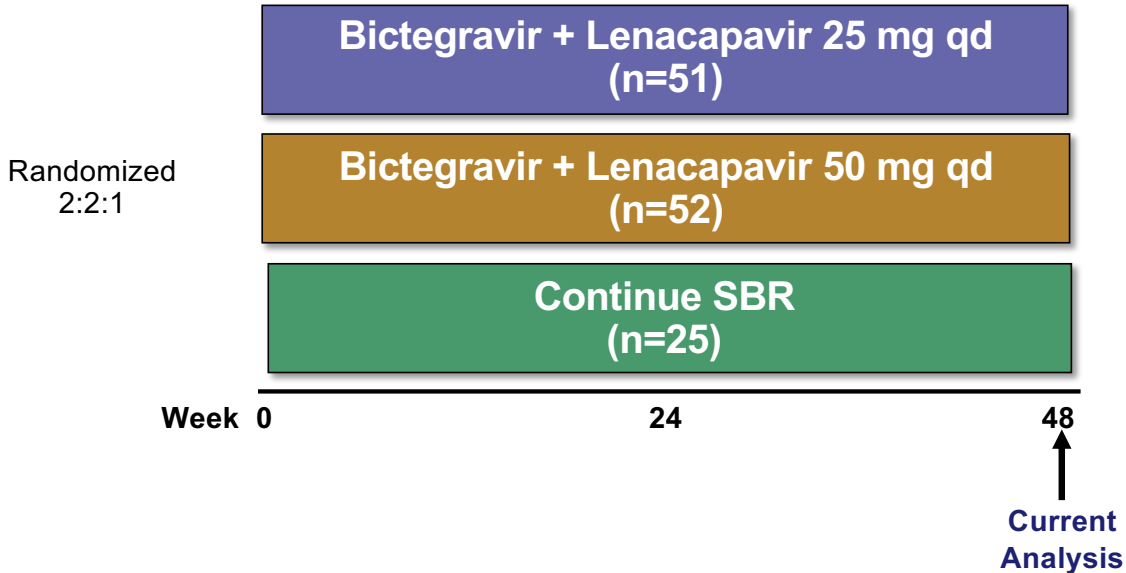 Bictegravir + Lenacapavir 25 mg qd
(n=51)
Randomized
2:2:1
Bictegravir + Lenacapavir 50 mg qd
(n=52)
Continue SBR
(n=25)
Week 0 24 48
Current
Analysis